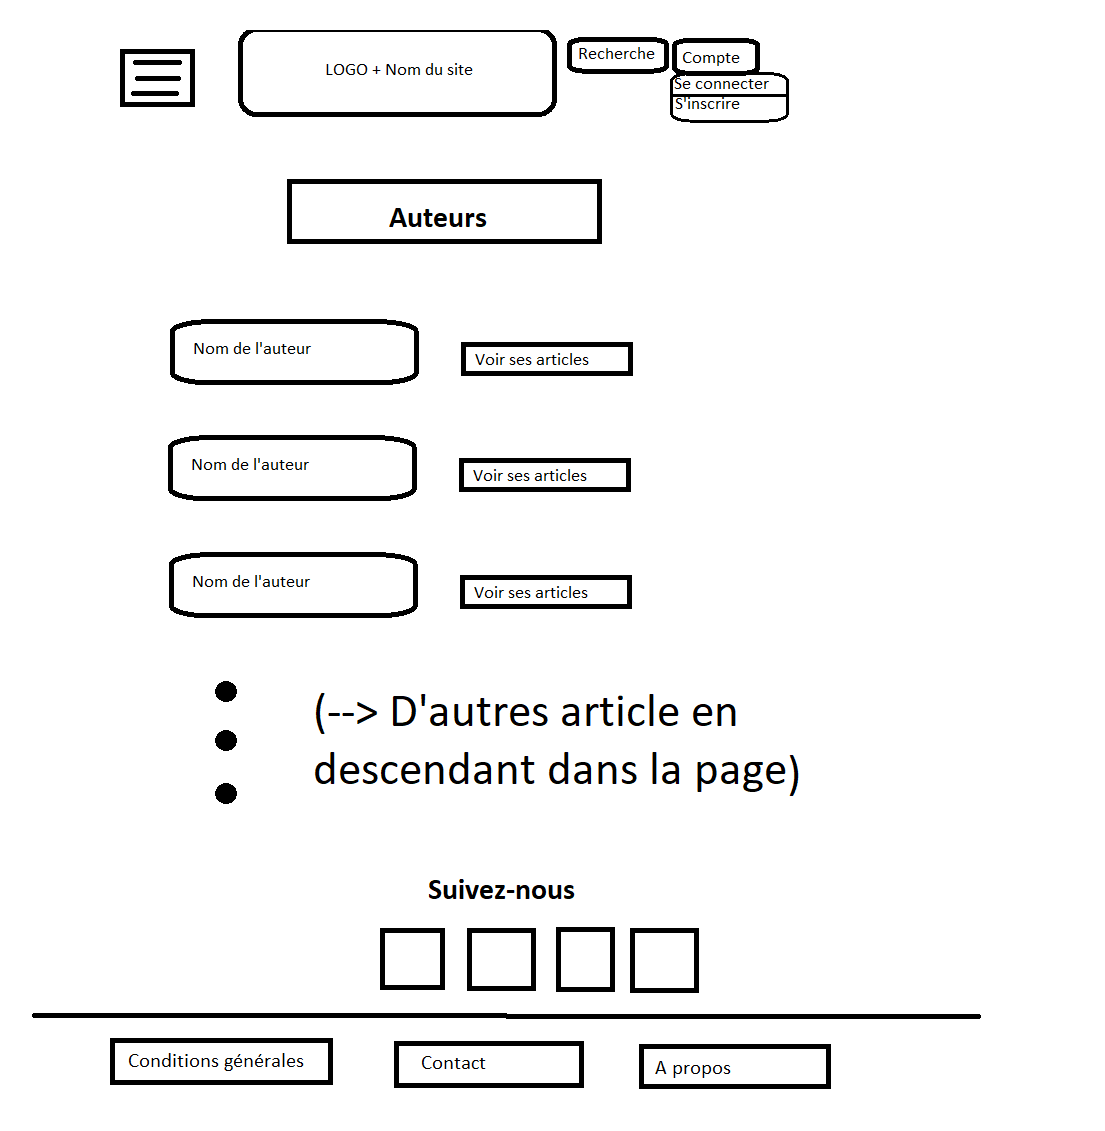 LOGO + Nom du site
Recherche
Compte
Se connecter
S'inscrire
Auteurs
Nom de l'auteur
Voir ses articles
Nom de l'auteur
Voir ses articles
Nom de l'auteur
Voir ses articles
(--> D'autres article en
descendant dans la page)
Suivez-nous
Conditions générales
Contact
A propos